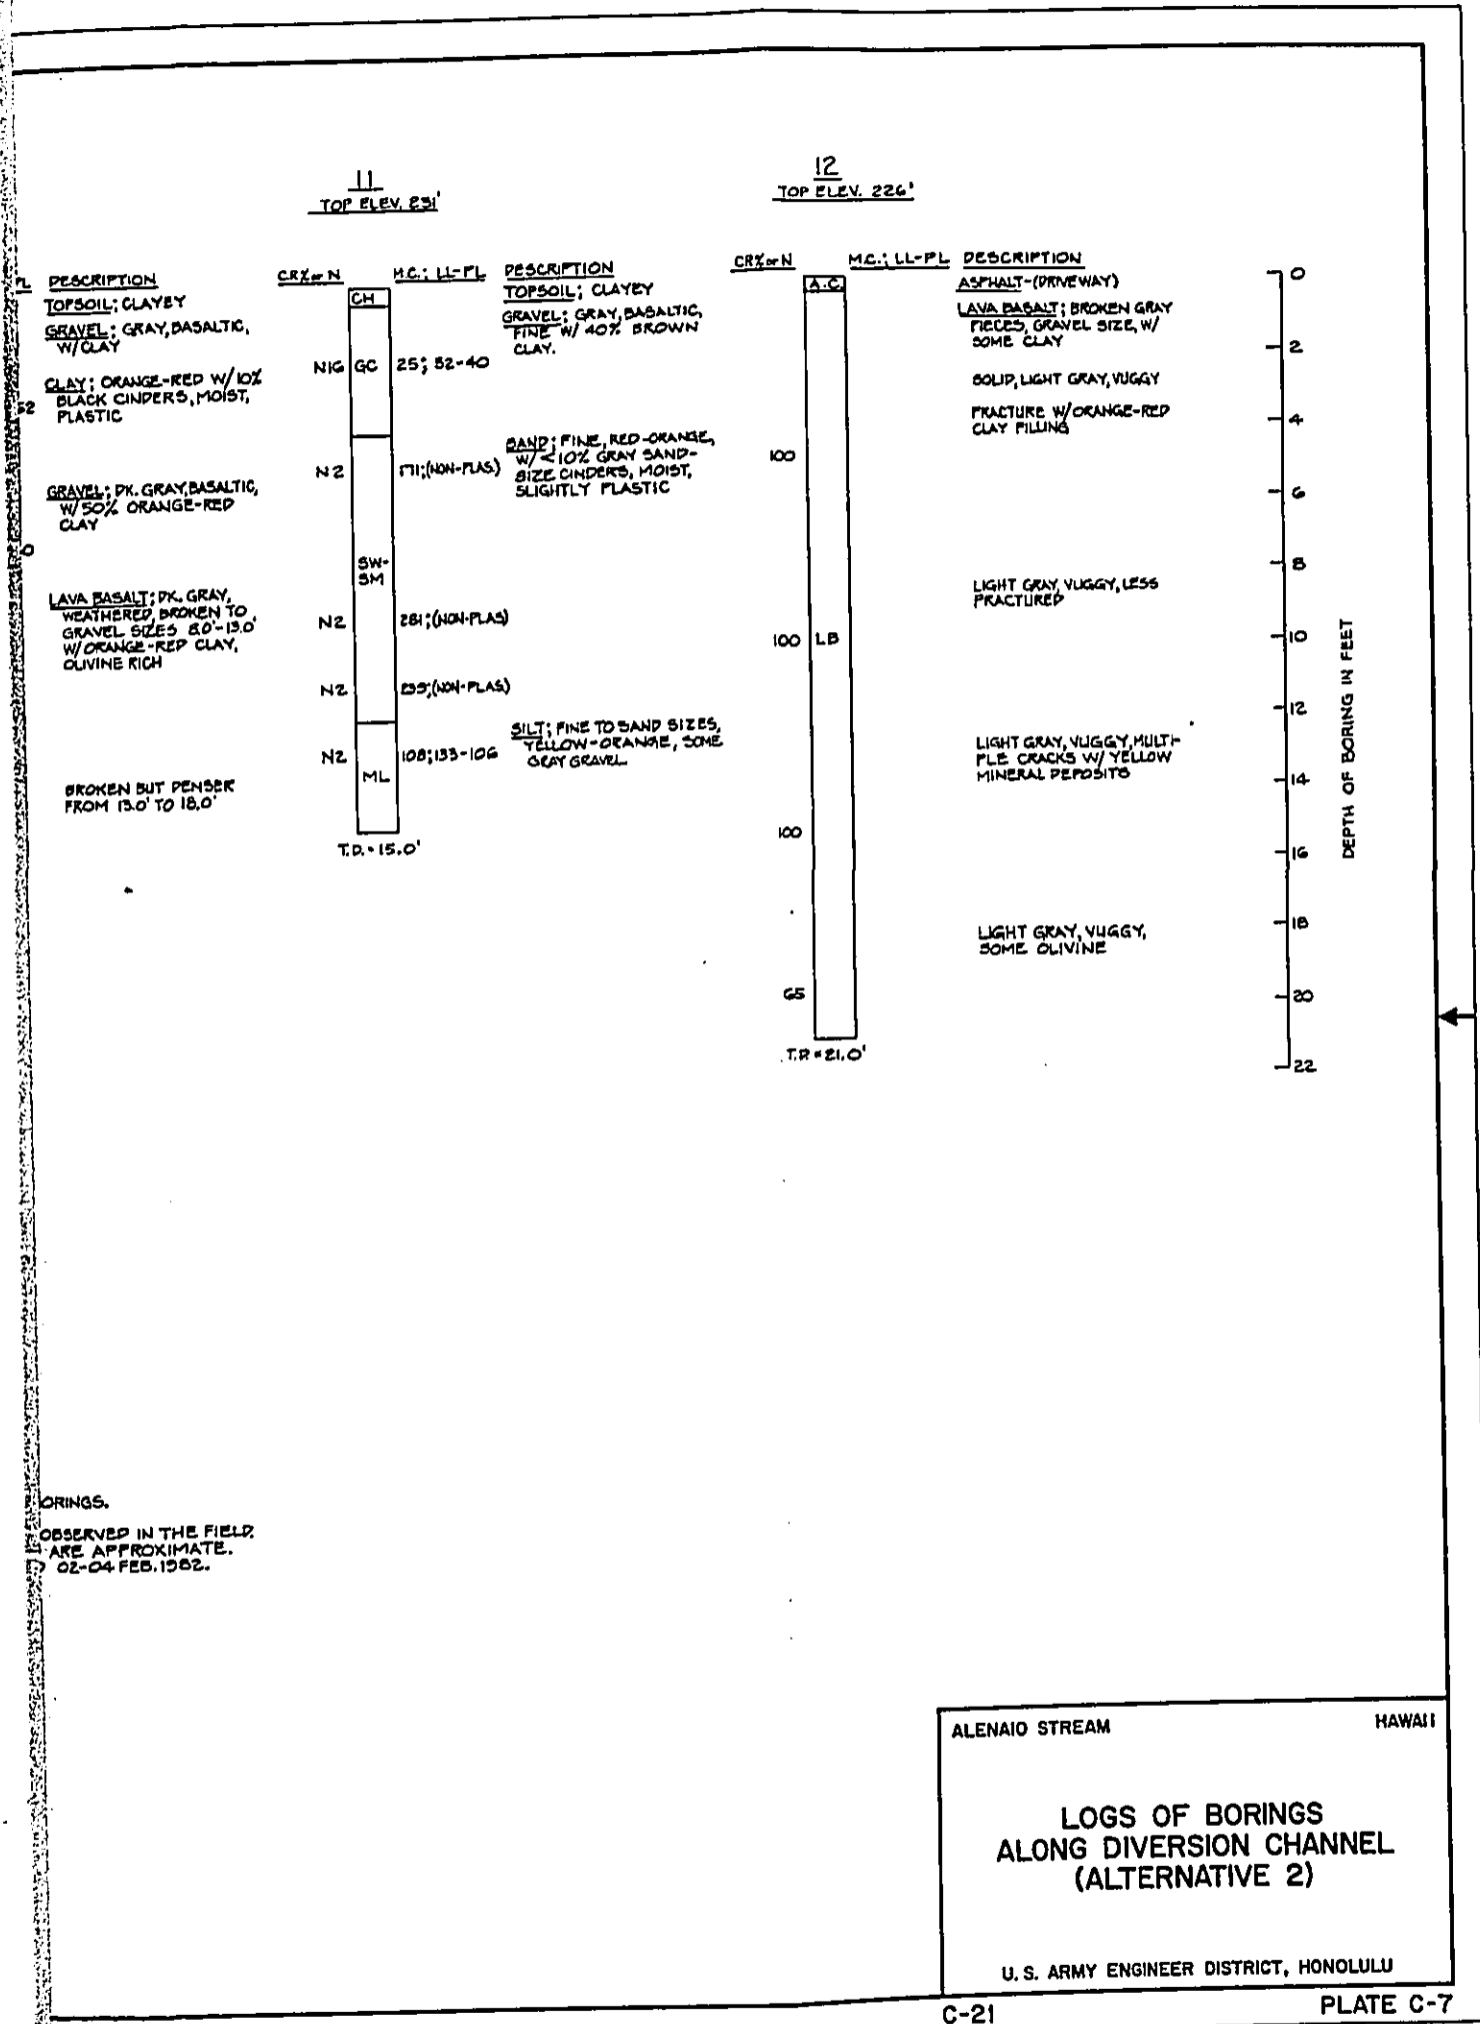 11
TOP ELEV. 231'
12
TOP ELEV. 226'
PL
DESCRIPTION
TOPSOIL; CLAYEY
GRAVEL; GRAY, BASALTIC,
W/CLAY
CLAY; ORANGE-RED W/10%
BLACK CINDERS, MOIST,
PLASTIC
GRAVEL; DK. GRAY, BASALTIC,
W/50% ORANGE-RED
CLAY
LAVA BASALT; DK. GRAY,
WEATHERED, BROKEN TO
GRAVEL SIZES 8.0'-13.0'
W/ORANGE-RED CLAY,
OLIVINE RICH
BROKEN BUT DENSER
FROM 13.0' TO 18.0'
CR% or N
M.C.; LL-PL
DESCRIPTION
CH
TOPSOIL; CLAYEY
GRAVEL; GRAY, BASALTIC,
FINE W/ 40% BROWN
CLAY.
N16 GC 25; 52-40
SAND; FINE, RED-ORANGE,
W/ <10% GRAY SAND-
SIZE CINDERS, MOIST,
SLIGHTLY PLASTIC
N2 171;(NON-PLAS.)
SW-
SM
N2 281;(NON-PLAS)
N2 239;(NON-PLAS)
SILT; FINE TO SAND SIZES,
YELLOW-ORANGE, SOME
GRAY GRAVEL
N2 108;133-106
ML
T.D. = 15.0'
CR% or N
M.C.; LL-PL
DESCRIPTION
A.C.
ASPHALT-(DRIVEWAY)
LAVA BASALT; BROKEN GRAY
PIECES, GRAVEL SIZE, W/
SOME CLAY
SOLID, LIGHT GRAY, VUGGY
FRACTURE W/ORANGE-RED
CLAY FILLING
100
LIGHT GRAY, VUGGY, LESS
FRACTURED
100 LB
LIGHT GRAY, VUGGY, MULTI-
PLE CRACKS W/ YELLOW
MINERAL DEPOSITS
100
LIGHT GRAY, VUGGY,
SOME OLIVINE
65
T.D. = 21.0'
0
2
4
6
8
10
12
14
16
18
20
22
DEPTH OF BORING IN FEET
ORINGS.
OBSERVED IN THE FIELD.
ARE APPROXIMATE.
02-04 FEB. 1982.
ALENAIO STREAM
HAWAII
LOGS OF BORINGS
ALONG DIVERSION CHANNEL
(ALTERNATIVE 2)
U. S. ARMY ENGINEER DISTRICT, HONOLULU
C-21
PLATE C-7